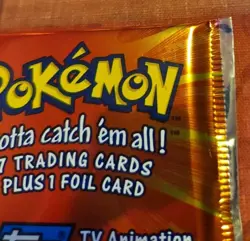 POKÉMON
otta catch 'em all!
7 TRADING CARDS
PLUS 1 FOIL CARD
TV Animation